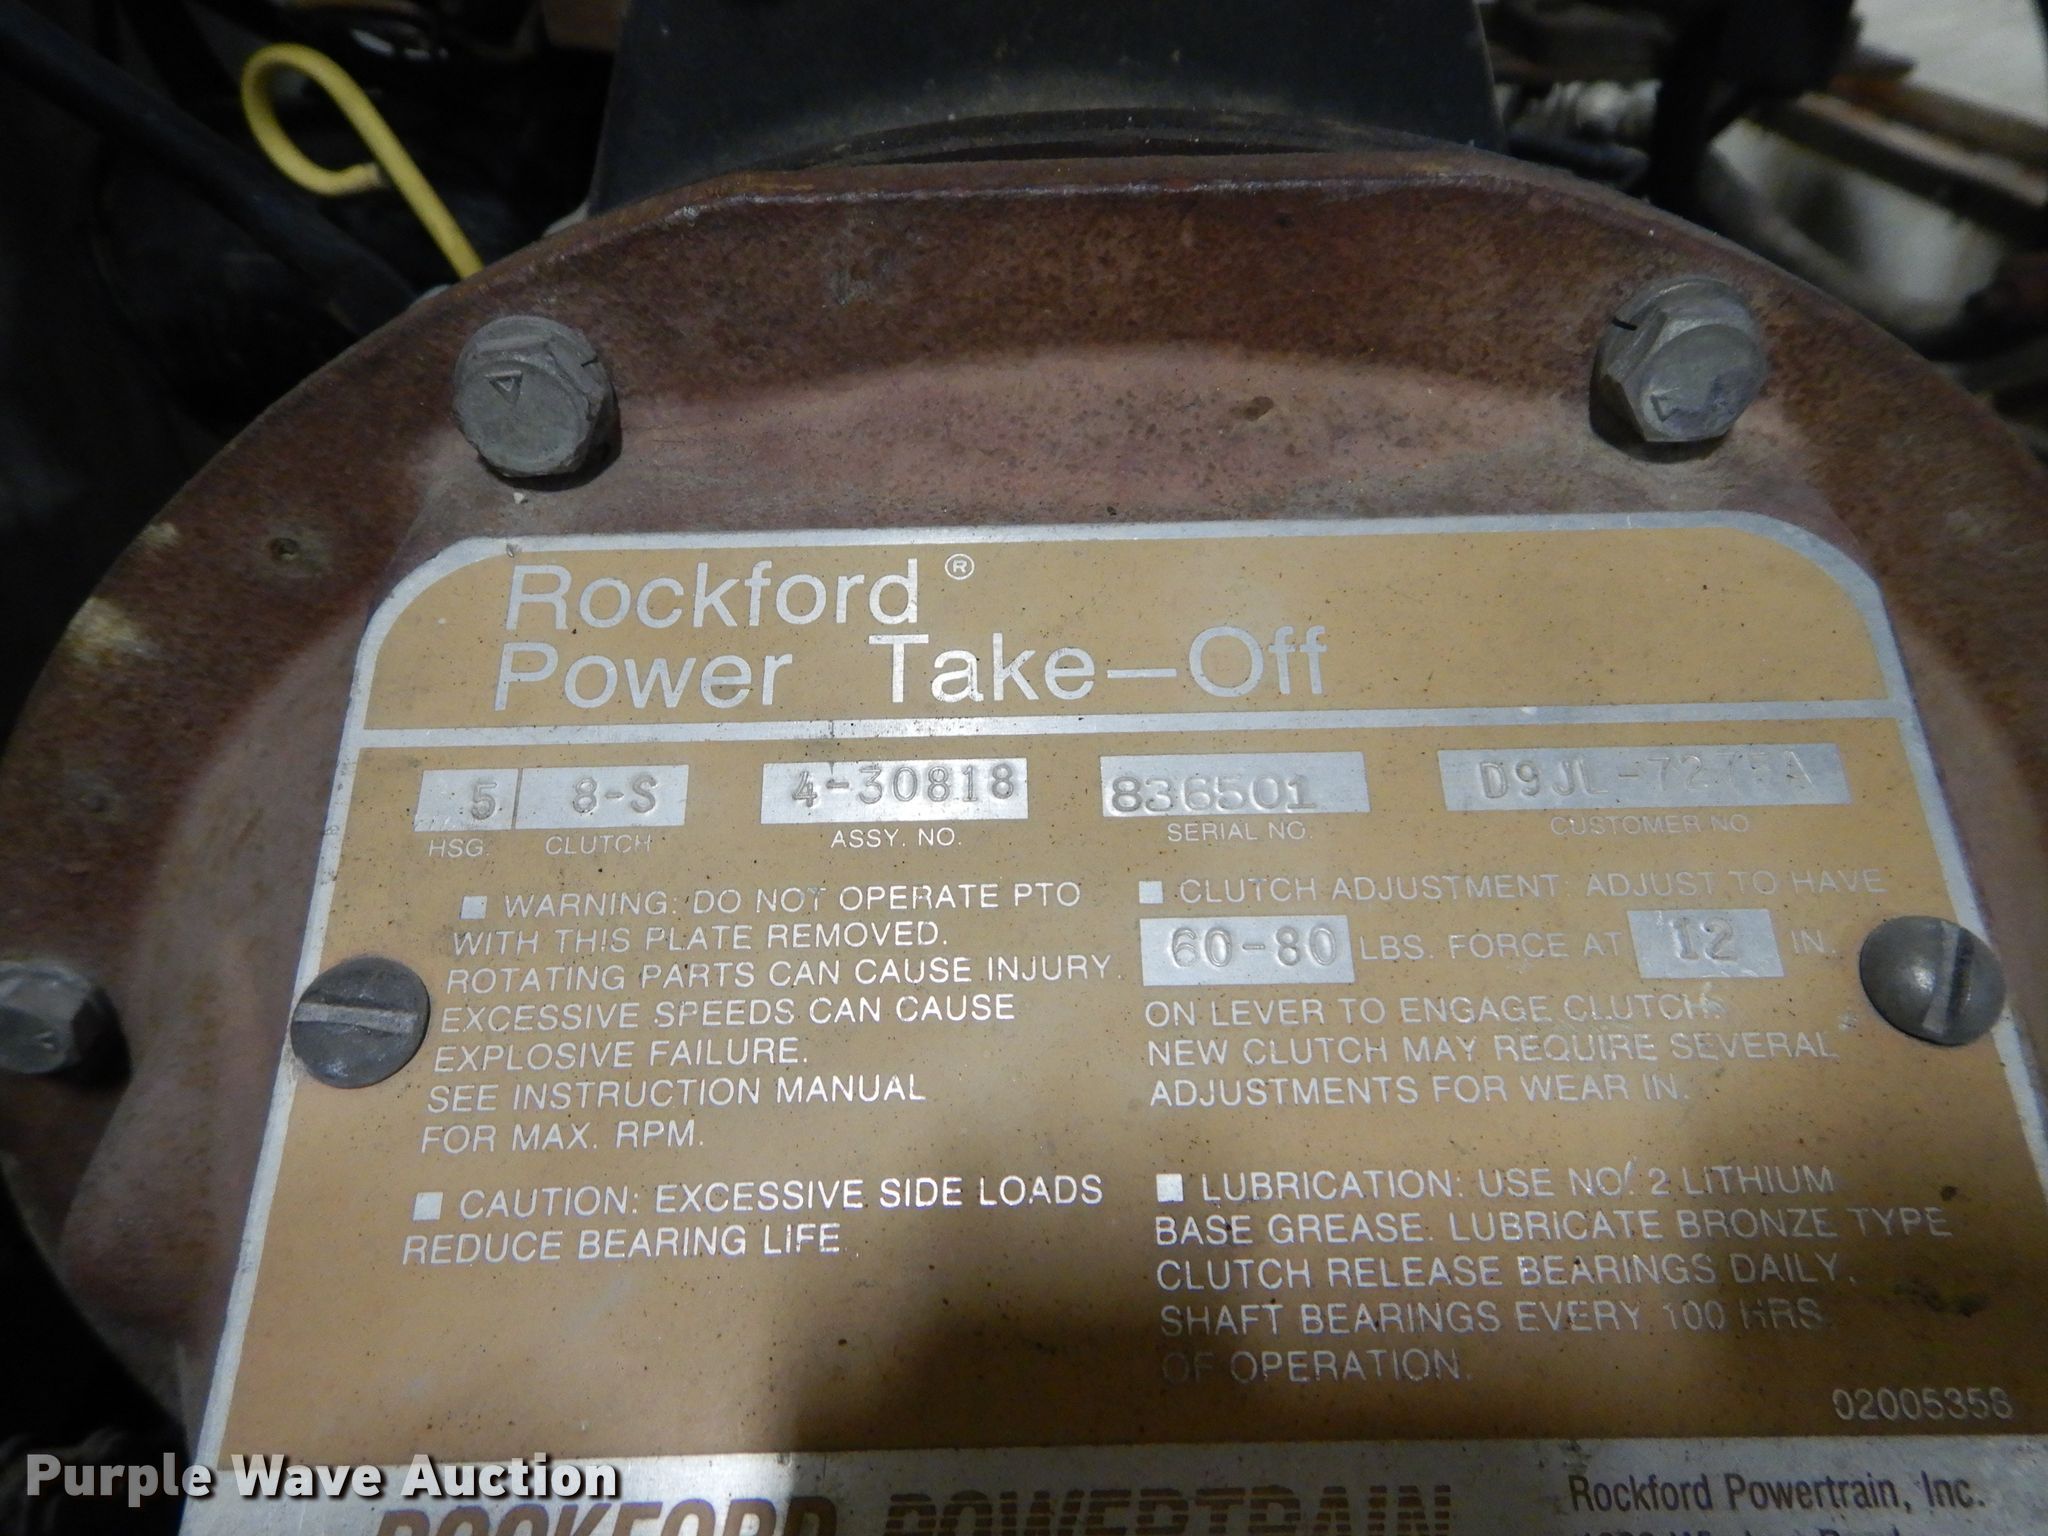 Rockford®
Power Take-Off
5 8-S 4-30818 836501
HSG. CLUTCH ASSY. NO. SERIAL NO. CUSTOMER NO
■ WARNING: DO NOT OPERATE PTO
WITH THIS PLATE REMOVED.
ROTATING PARTS CAN CAUSE INJURY.
EXCESSIVE SPEEDS CAN CAUSE
EXPLOSIVE FAILURE.
SEE INSTRUCTION MANUAL
FOR MAX. RPM.
■ CAUTION: EXCESSIVE SIDE LOADS
REDUCE BEARING LIFE
■ CLUTCH ADJUSTMENT: ADJUST TO HAVE
60-80 LBS. FORCE AT 12 IN.
ON LEVER TO ENGAGE CLUTCH.
NEW CLUTCH MAY REQUIRE SEVERAL
ADJUSTMENTS FOR WEAR IN.
■ LUBRICATION: USE NO. 2 LITHIUM
BASE GREASE. LUBRICATE BRONZE TYPE
CLUTCH RELEASE BEARINGS DAILY,
SHAFT BEARINGS EVERY 100 HRS.
OF OPERATION.
02005358
ROCKFORD POWERTRAIN
Rockford Powertrain, Inc.
Purple Wave Auction